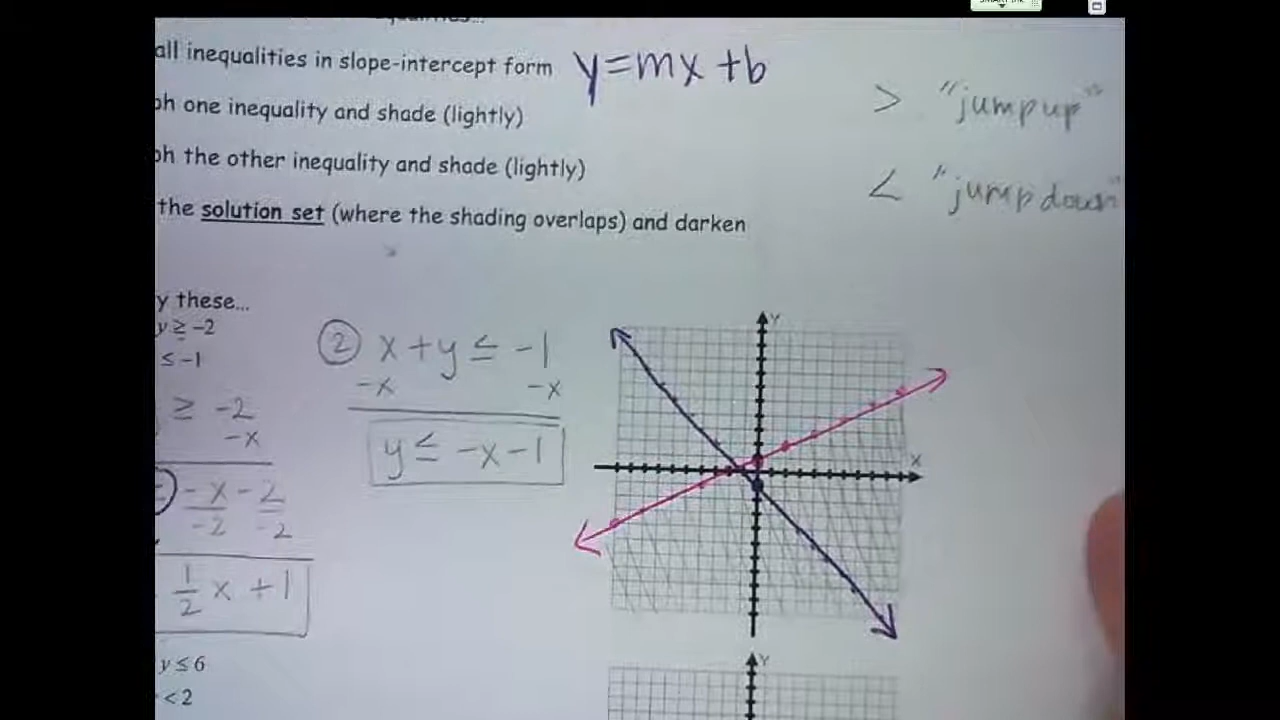 all inequalities in slope-intercept form y=mx+b
> "jump up"
ph one inequality and shade (lightly)
ph the other inequality and shade (lightly)
< "jump down"
the solution set (where the shading overlaps) and darken
y these...
y ≥ -2
≤ -1
② x+y ≤ -1
-x -x
y ≤ -x-1
≥ -2
-x
-x - 2
-2 -2
1/2 x + 1
y ≤ 6
< 2
Y
X
Y